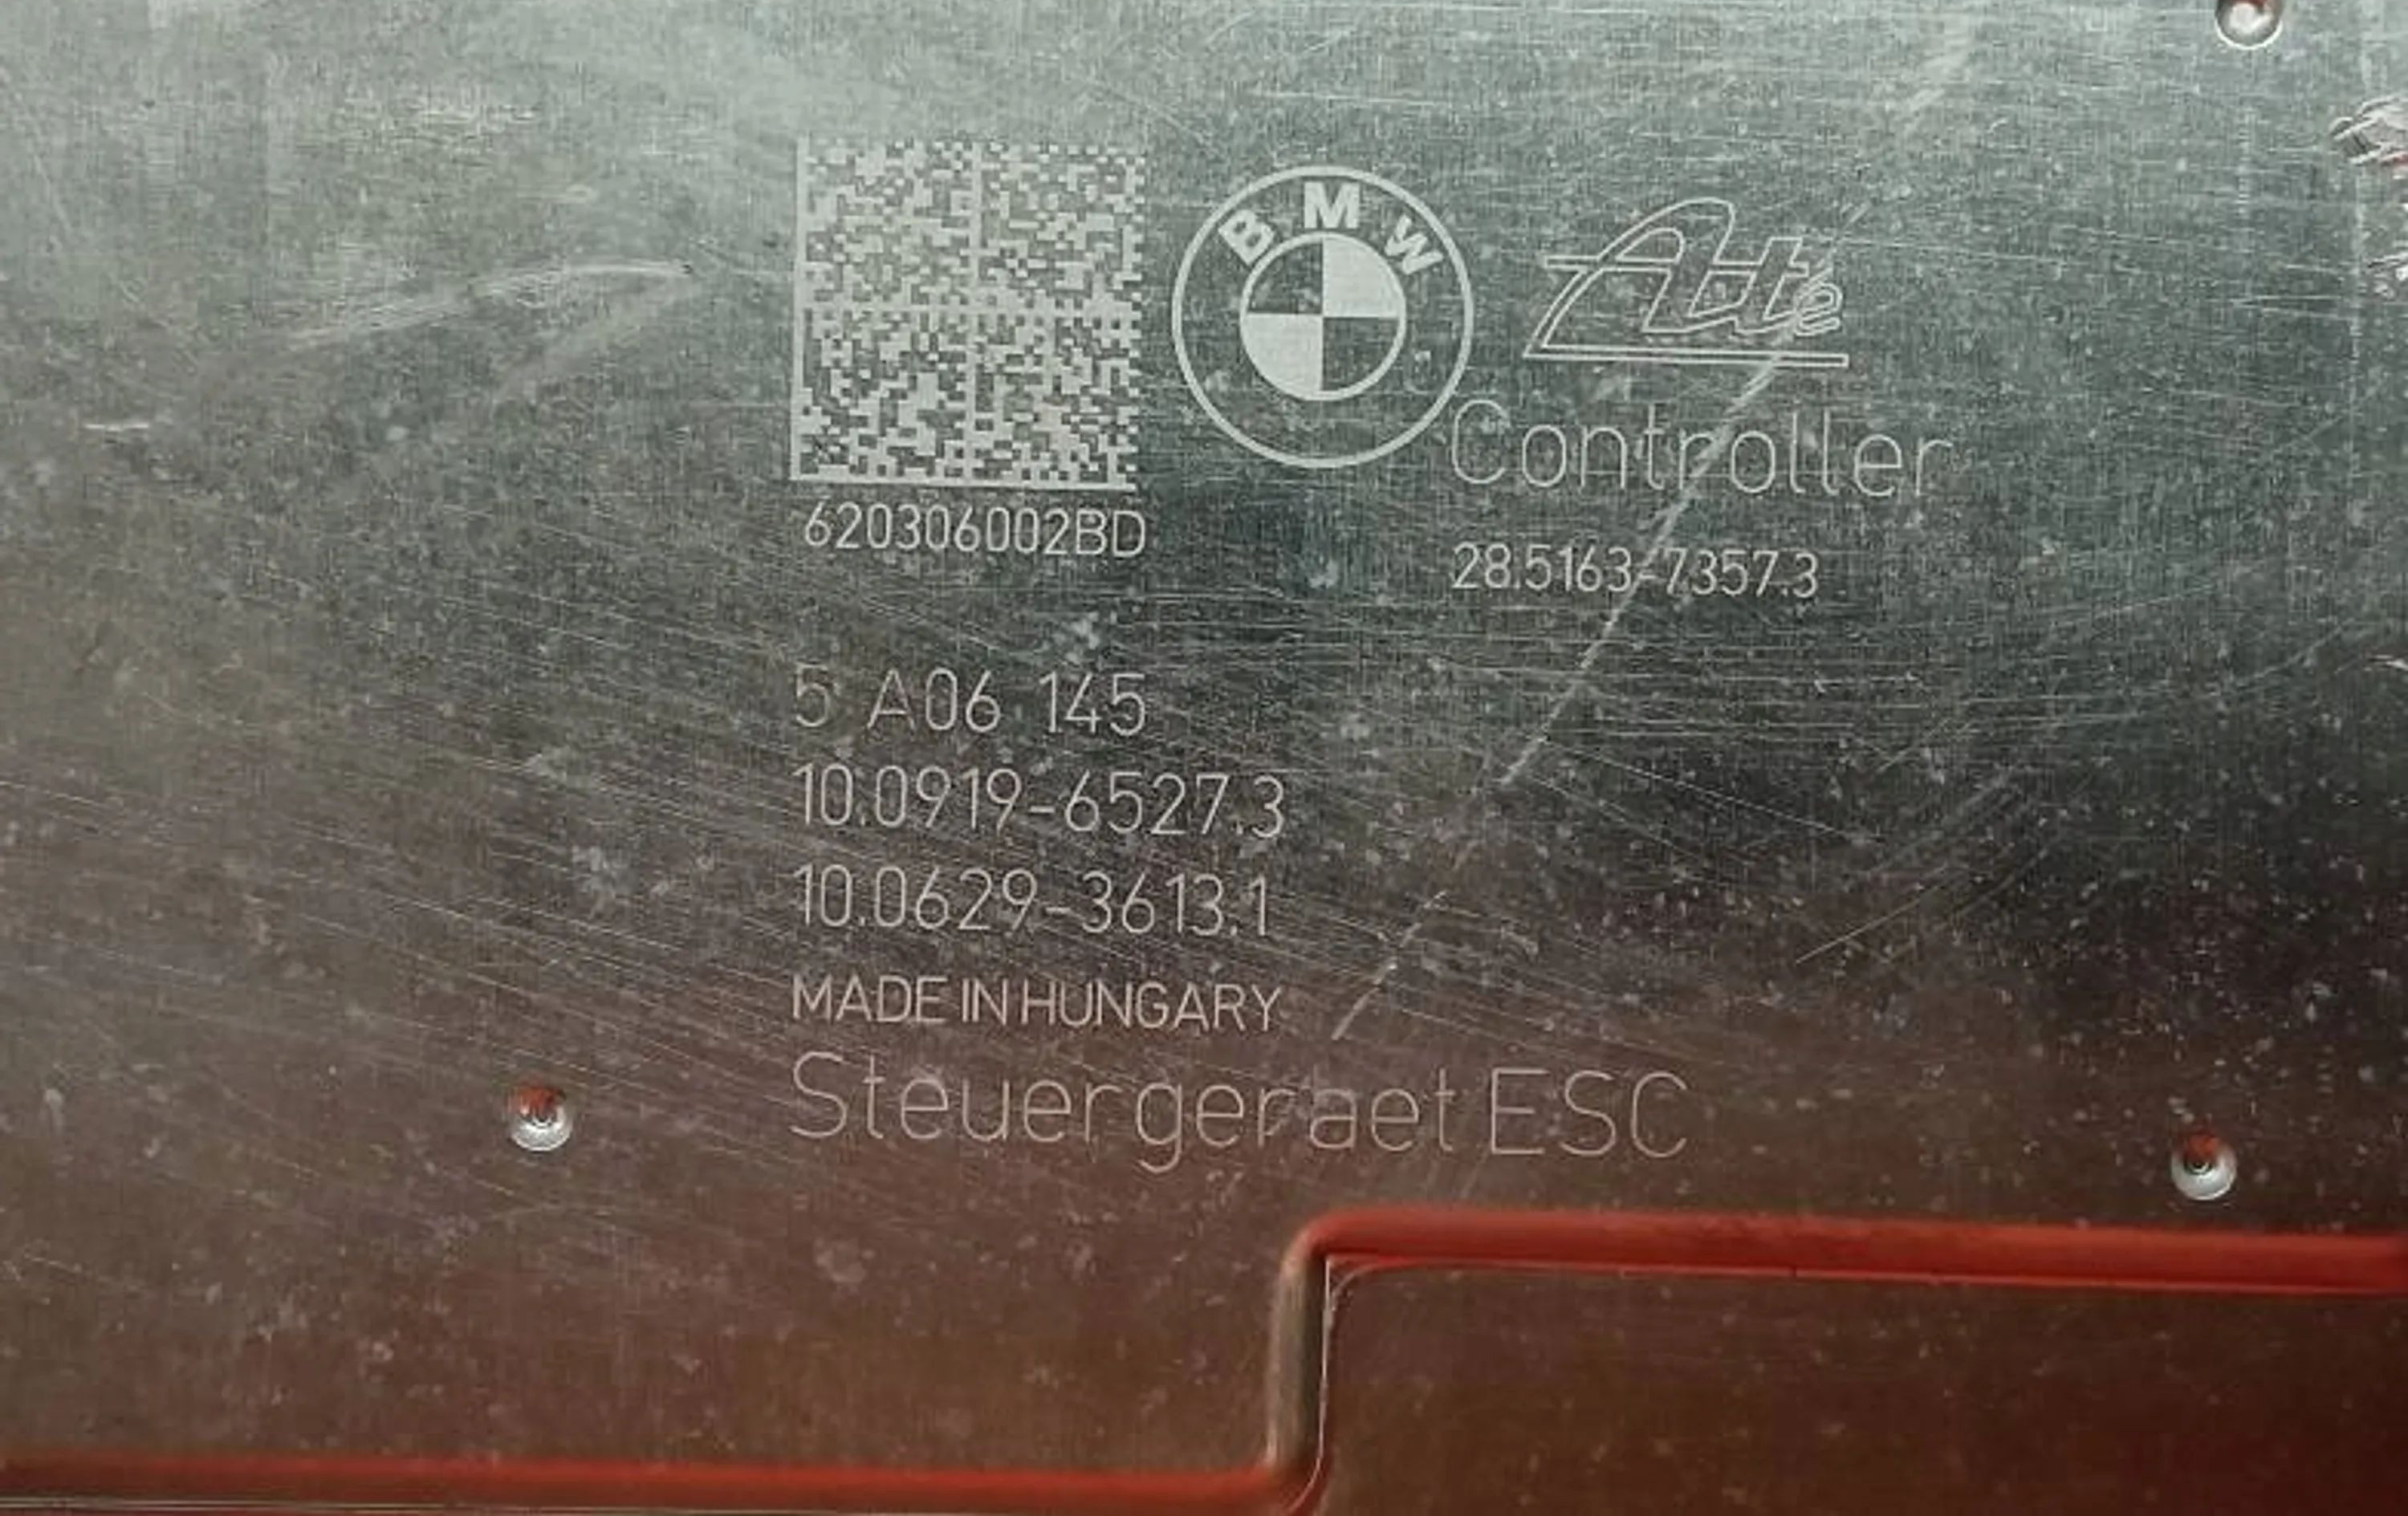 BMW
Ate
Controller
620306002BD
28.5163-7357.3
5 A06 145
10.0919-6527.3
10.0629-3613.1
MADE IN HUNGARY
Steuergeraet ESC